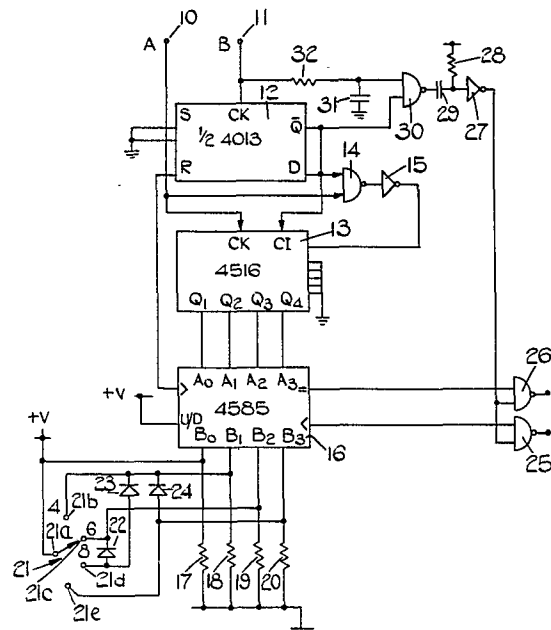 10 11
A B
32 28
12
CK
S ½ 4013 Q̄
R D
31 30 29 27
14 15
CK CI 13
4516
Q1 Q2 Q3 Q4
> A0 A1 A2 A3 =
+V U/D 4585 <
B0 B1 B2 B3 16
26
25
+V
23 24
4 21b
21a 6 22
21 8 21d
21c
21e
17 18 19 20